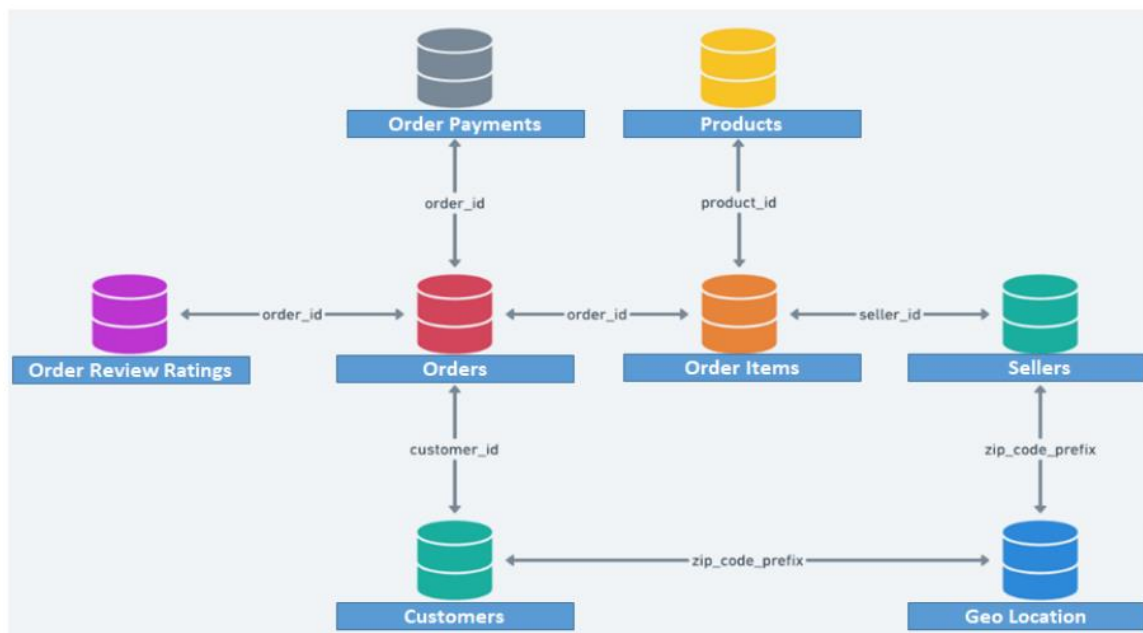 Order Payments
Products
order_id
product_id
order_id
order_id
seller_id
Order Review Ratings
Orders
Order Items
Sellers
customer_id
zip_code_prefix
zip_code_prefix
Customers
Geo Location